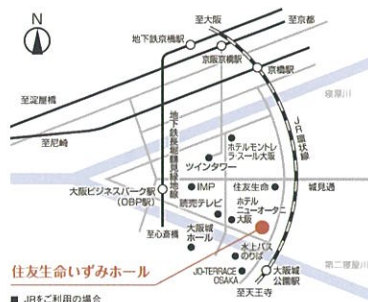 N
至大阪
至京都
地下鉄京橋駅
京阪京橋駅
京橋駅
至淀屋橋
寝屋川
至尼崎
地下鉄長堀鶴見緑地線
JR環状線
ホテルモントレ
ラ・スール大阪
ツインタワー
大阪ビジネスパーク駅
(OBP駅)
IMP
住友生命
城見通
読売テレビ
ホテル
ニューオータニ
大阪
至心斎橋
大阪城
ホール
水上バス
のりば
住友生命いずみホール
第二寝屋川
JO-TERRACE
OSAKA
大阪城
公園駅
至天王寺
■ JRをご利用の場合